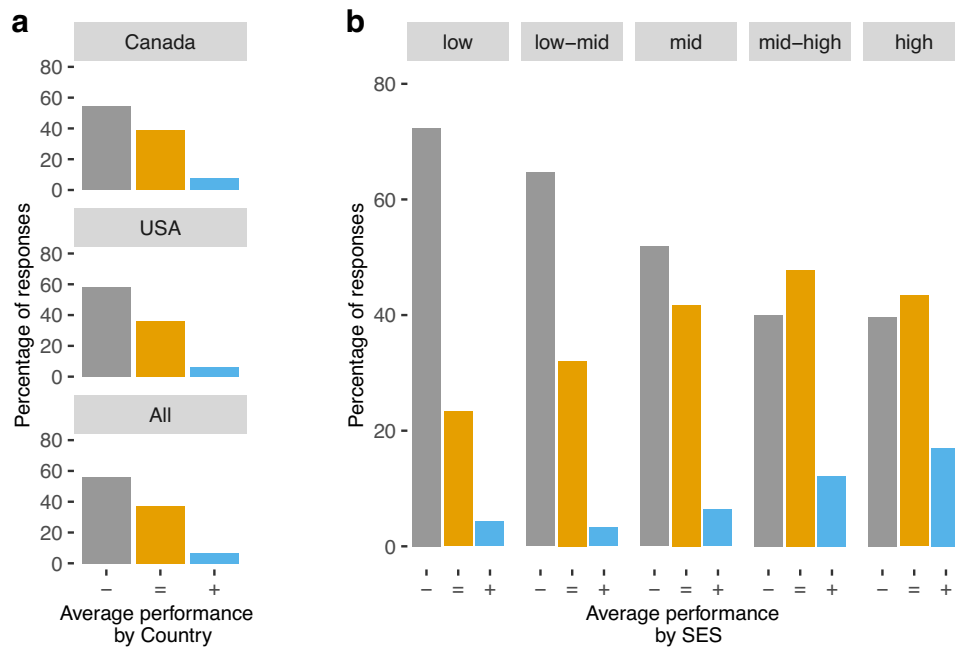 a
Canada
80
60
40
20
0
USA
80
60
40
20
0
All
80
60
40
20
0
Percentage of responses
− = +
Average performance
by Country
b
low low−mid mid mid−high high
80
60
40
20
0
Percentage of responses
− = + − = + − = + − = + − = +
Average performance
by SES